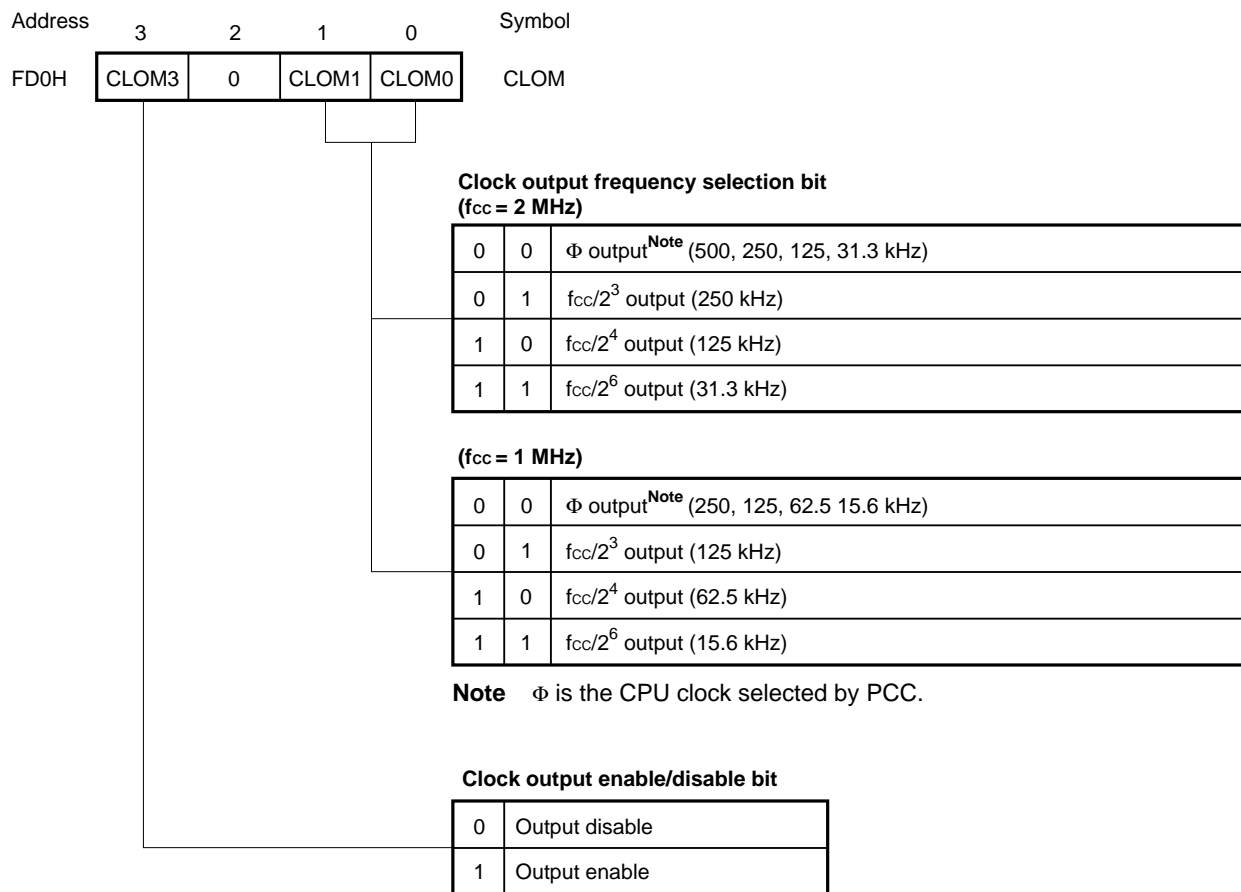 Address 3 2 1 0 Symbol
FD0H CLOM3 0 CLOM1 CLOM0 CLOM
Clock output frequency selection bit
(fcc = 2 MHz)
0 0 Φ output^Note (500, 250, 125, 31.3 kHz)
0 1 fcc/2^3 output (250 kHz)
1 0 fcc/2^4 output (125 kHz)
1 1 fcc/2^6 output (31.3 kHz)
(fcc = 1 MHz)
0 0 Φ output^Note (250, 125, 62.5 15.6 kHz)
0 1 fcc/2^3 output (125 kHz)
1 0 fcc/2^4 output (62.5 kHz)
1 1 fcc/2^6 output (15.6 kHz)
Note Φ is the CPU clock selected by PCC.
Clock output enable/disable bit
0 Output disable
1 Output enable